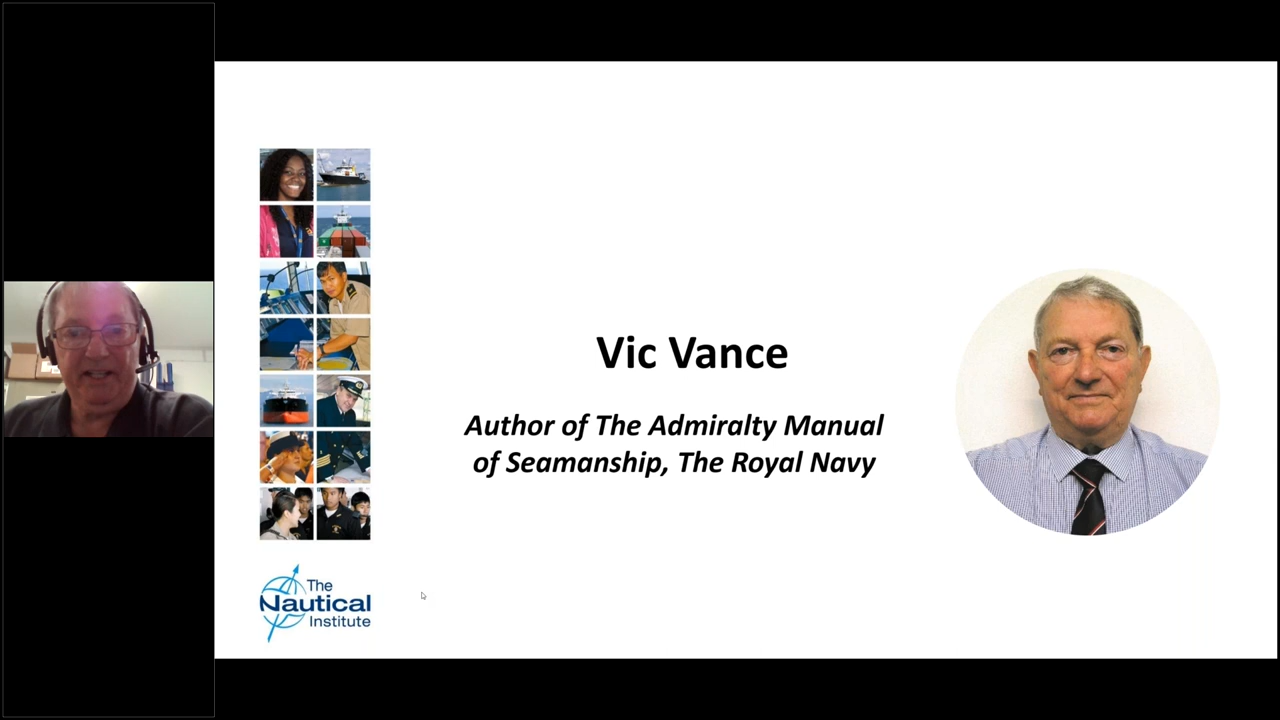 Vic Vance
Author of The Admiralty Manual
of Seamanship, The Royal Navy
The
Nautical
Institute